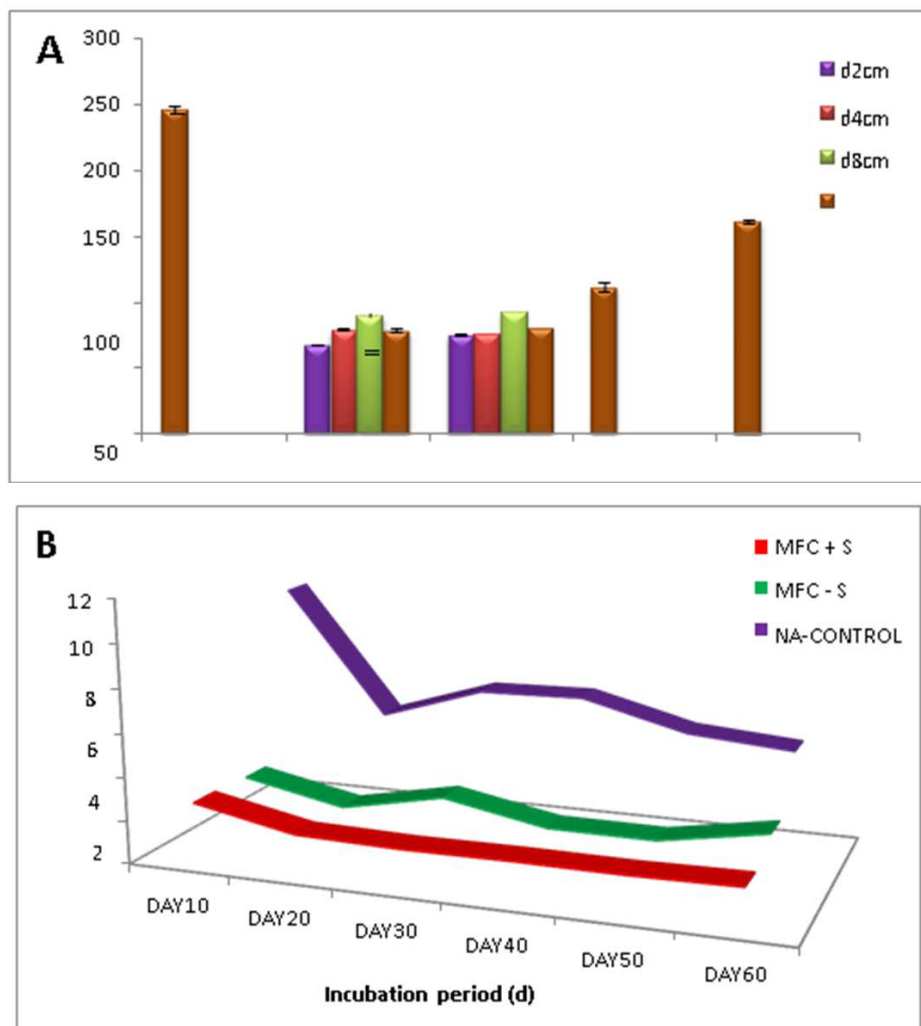 A
300
250
200
150
100
50
d2cm
d4cm
d8cm
B
12
10
8
6
4
2
MFC + S
MFC - S
NA-CONTROL
DAY10
DAY20
DAY30
DAY40
DAY50
DAY60
Incubation period (d)